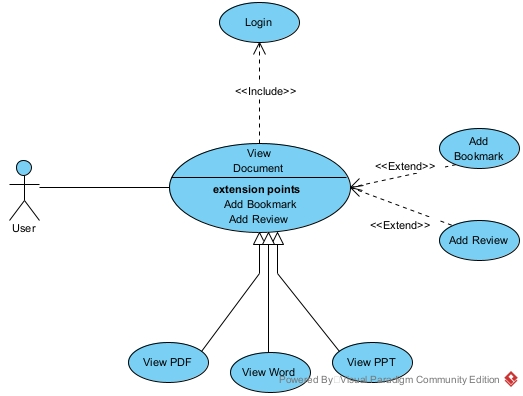 Login
<<Include>>
View
Document
extension points
Add Bookmark
Add Review
Add
Bookmark
<<Extend>>
<<Extend>>
Add Review
User
View PDF
View Word
View PPT
Powered By Visual Paradigm Community Edition